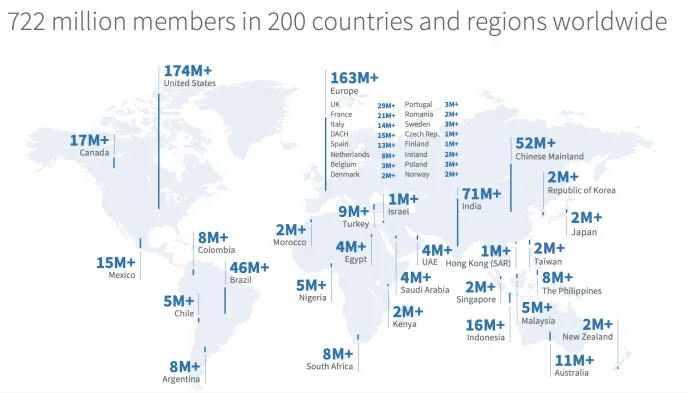 722 million members in 200 countries and regions worldwide
174M+
United States
163M+
Europe
UK 29M+
France 21M+
Italy 14M+
DACH 15M+
Spain 13M+
Netherlands 8M+
Belgium 3M+
Denmark 2M+
Portugal 3M+
Romania 2M+
Sweden 3M+
Czech Rep. 1M+
Finland 1M+
Ireland 2M+
Poland 3M+
Norway 2M+
17M+
Canada
52M+
Chinese Mainland
2M+
Republic of Korea
71M+
India
1M+
Israel
9M+
Turkey
2M+
Japan
2M+
Morocco
8M+
Colombia
4M+
Egypt
4M+
UAE
1M+
Hong Kong (SAR)
2M+
Taiwan
15M+
Mexico
46M+
Brazil
5M+
Nigeria
4M+
Saudi Arabia
2M+
Singapore
8M+
The Philippines
5M+
Chile
2M+
Kenya
5M+
Malaysia
16M+
Indonesia
2M+
New Zealand
8M+
Argentina
8M+
South Africa
11M+
Australia